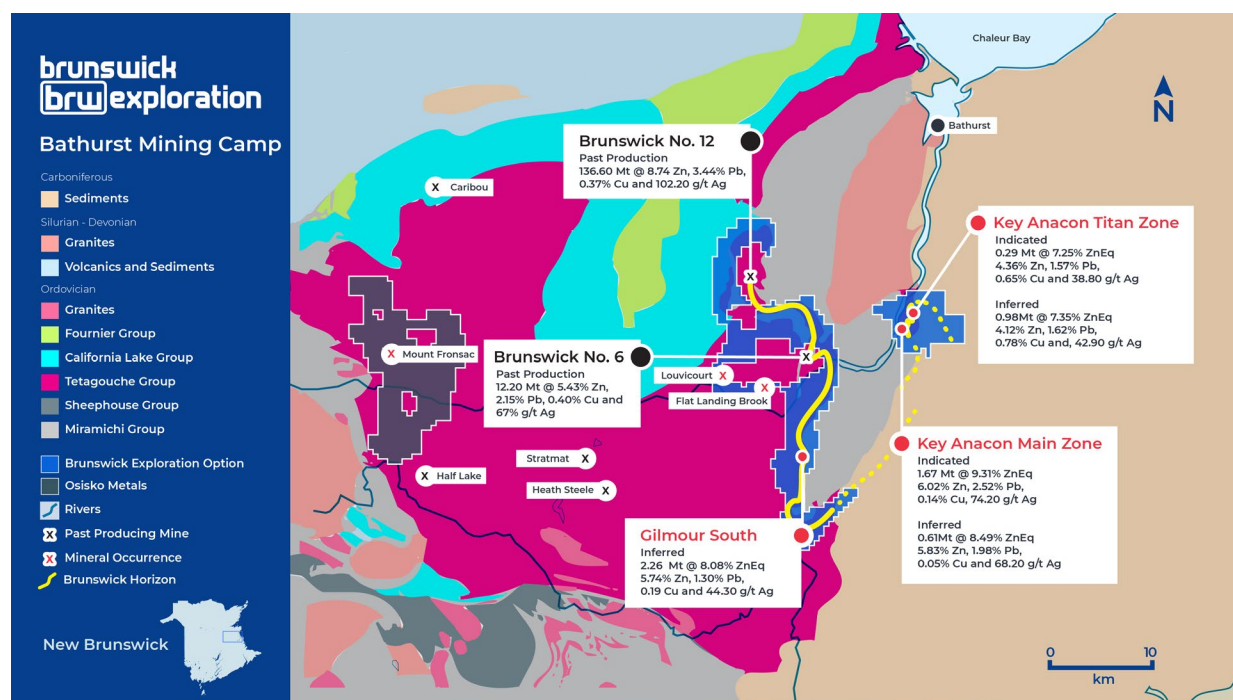 brunswick
brw exploration
Bathurst Mining Camp
Carboniferous
Sediments
Silurian - Devonian
Granites
Volcanics and Sediments
Ordovician
Granites
Fournier Group
California Lake Group
Tetagouche Group
Sheephouse Group
Miramichi Group
Brunswick Exploration Option
Osisko Metals
Rivers
X Past Producing Mine
X Mineral Occurrence
Brunswick Horizon
New Brunswick
Chaleur Bay
N
Bathurst
Brunswick No. 12
Past Production
136.60 Mt @ 8.74 Zn, 3.44% Pb,
0.37% Cu and 102.20 g/t Ag
X Caribou
Key Anacon Titan Zone
Indicated
0.29 Mt @ 7.25% ZnEq
4.36% Zn, 1.57% Pb,
0.65% Cu and 38.80 g/t Ag
Inferred
0.98Mt @ 7.35% ZnEq
4.12% Zn, 1.62% Pb,
0.78% Cu and, 42.90 g/t Ag
X
X Mount Fronsac
Brunswick No. 6
Past Production
12.20 Mt @ 5.43% Zn,
2.15% Pb, 0.40% Cu and
67% g/t Ag
X
Louvicourt X
X
Flat Landing Brook
Key Anacon Main Zone
Indicated
1.67 Mt @ 9.31% ZnEq
6.02% Zn, 2.52% Pb,
0.14% Cu, 74.20 g/t Ag
Inferred
0.61Mt @ 8.49% ZnEq
5.83% Zn, 1.98% Pb,
0.05% Cu and 68.20 g/t Ag
Stratmat X
X Half Lake
Heath Steele X
Gilmour South
Inferred
2.26 Mt @ 8.08% ZnEq
5.74% Zn, 1.30% Pb,
0.19 Cu and 44.30 g/t Ag
0 10
km